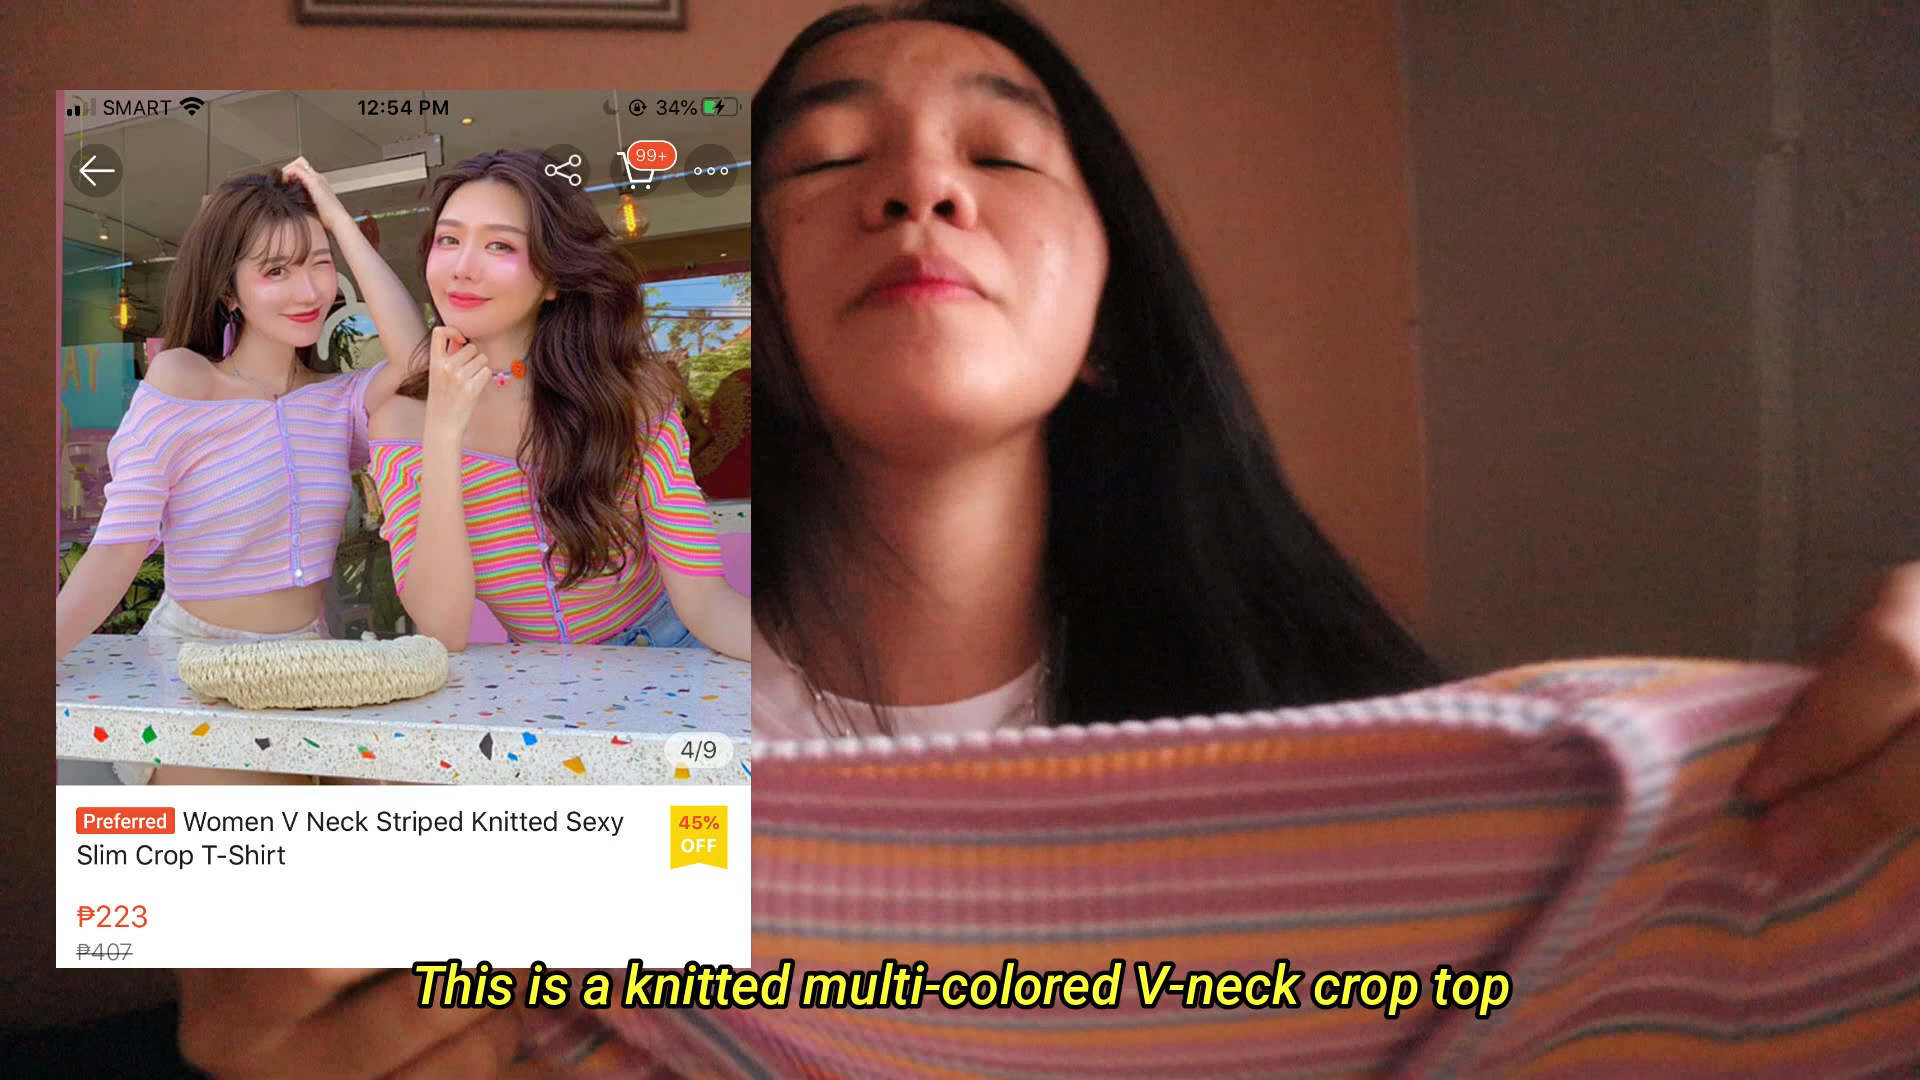 SMART 12:54 PM 34%
99+
AT
4/9
Preferred Women V Neck Striped Knitted Sexy
Slim Crop T-Shirt
45%
OFF
₱223
₱407
This is a knitted multi-colored V-neck crop top